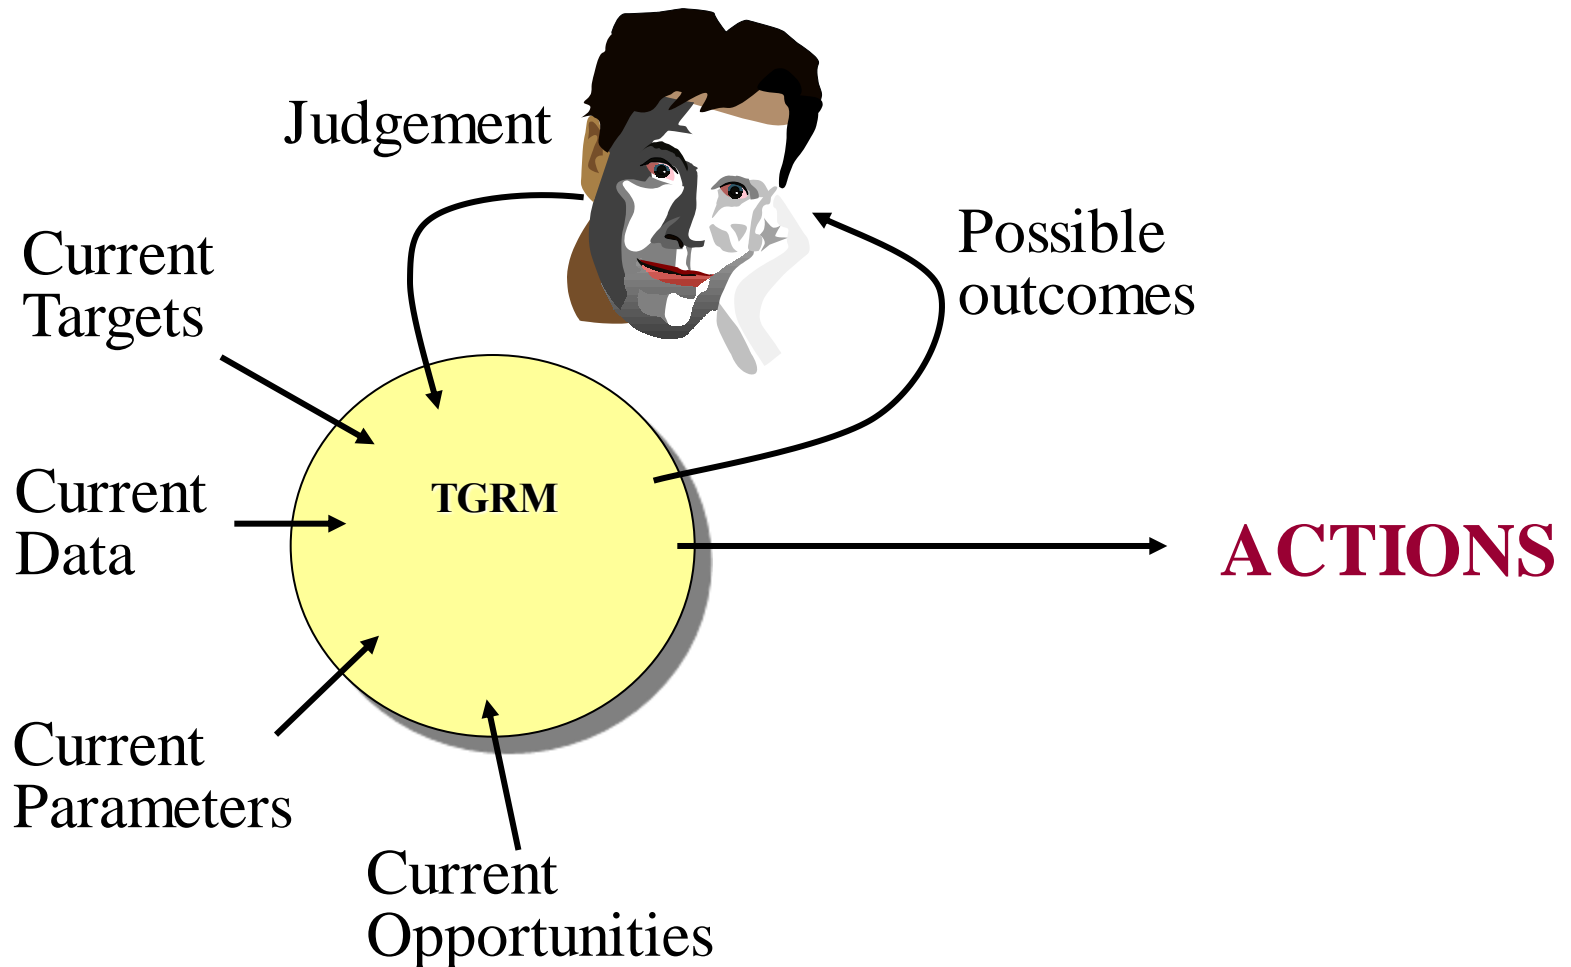 Judgement
Possible
outcomes
Current
Targets
TGRM
Current
Data
ACTIONS
Current
Parameters
Current
Opportunities